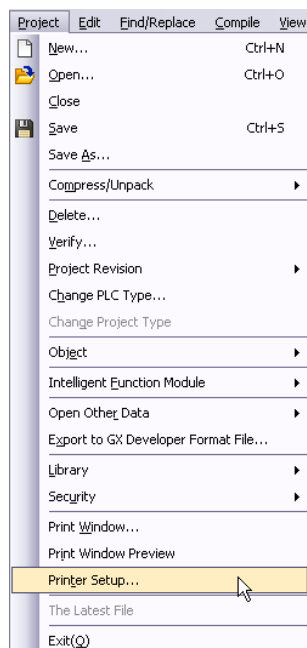 Project Edit Find/Replace Compile View
New... Ctrl+N
Open... Ctrl+O
Close
Save Ctrl+S
Save As...
Compress/Unpack
Delete...
Verify...
Project Revision
Change PLC Type...
Change Project Type
Object
Intelligent Function Module
Open Other Data
Export to GX Developer Format File...
Library
Security
Print Window...
Print Window Preview
Printer Setup...
The Latest File
Exit(Q)